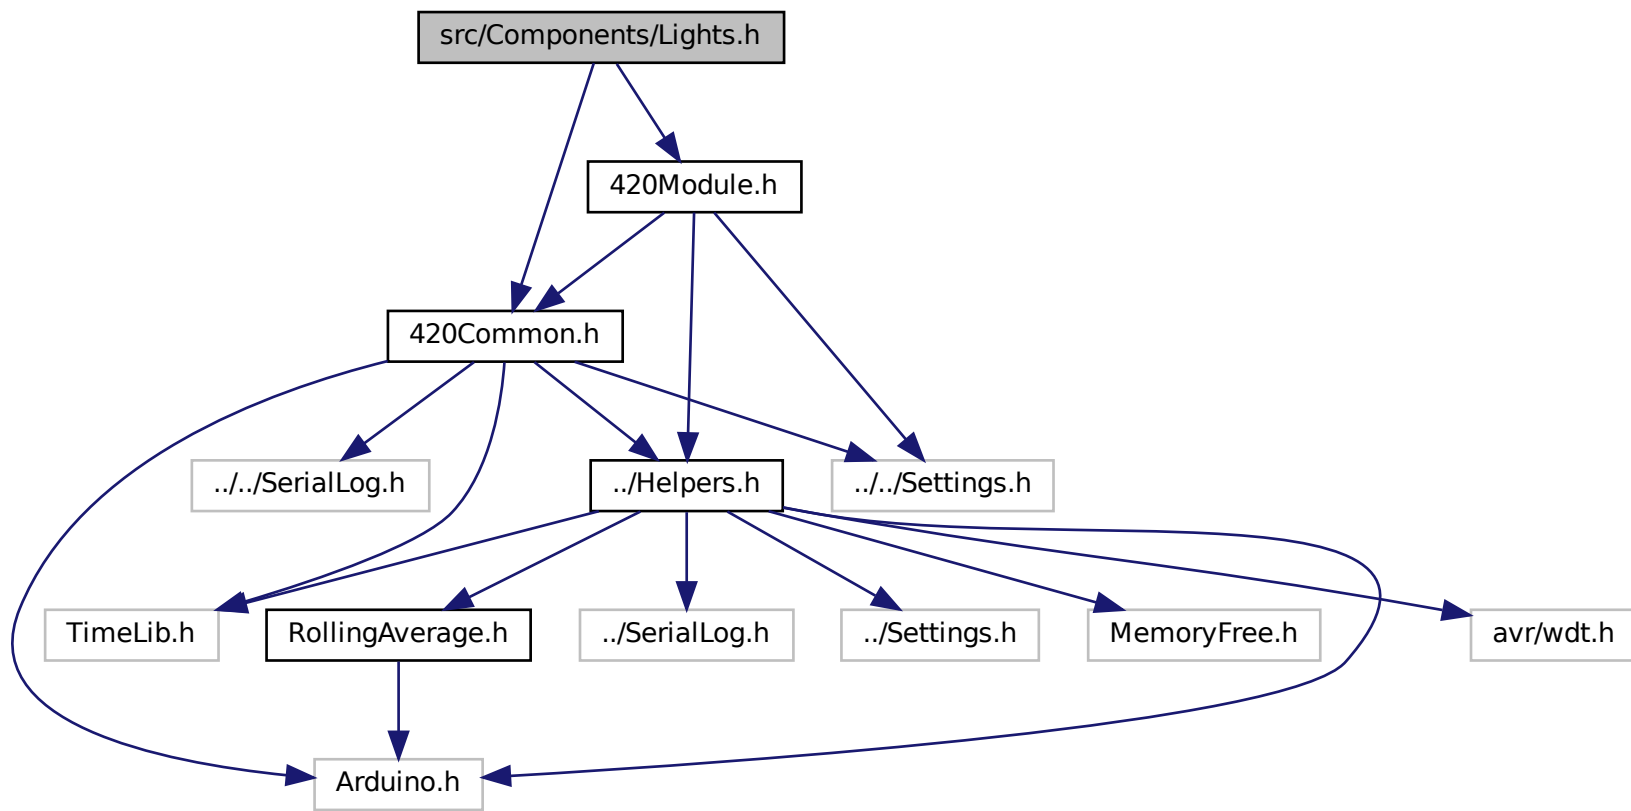 src/Components/Lights.h
420Module.h
420Common.h
../../SerialLog.h
../Helpers.h
../../Settings.h
TimeLib.h
RollingAverage.h
../SerialLog.h
../Settings.h
MemoryFree.h
avr/wdt.h
Arduino.h